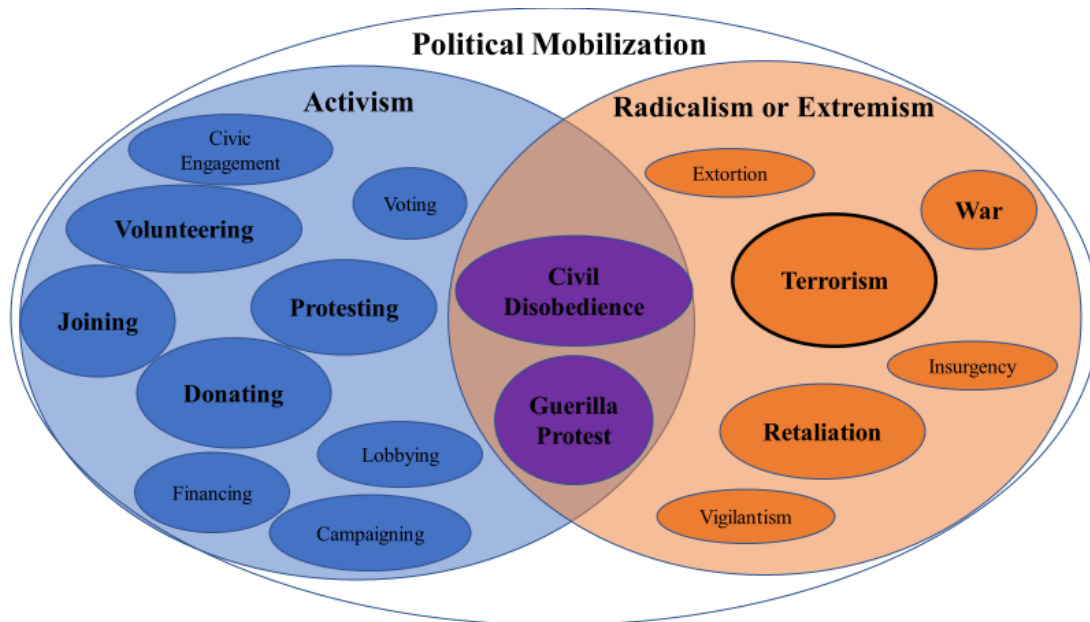 Political Mobilization
Activism
Radicalism or Extremism
Civic
Engagement
Voting
Volunteering
Joining
Protesting
Donating
Lobbying
Financing
Campaigning
Civil
Disobedience
Guerilla
Protest
Extortion
War
Terrorism
Insurgency
Retaliation
Vigilantism